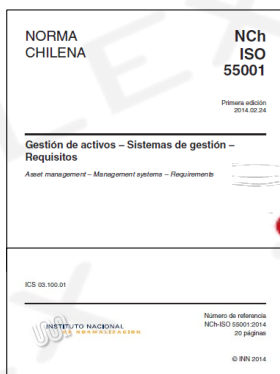 NORMA
CHILENA
NCh
ISO
55001
Primera edición
2014.02.24
Gestión de activos – Sistemas de gestión –
Requisitos
Asset management – Management systems – Requirements
ICS 03.100.01
INSTITUTO NACIONAL
DE NORMALIZACION
Número de referencia
NCh-ISO 55001:2014
20 páginas
© INN 2014